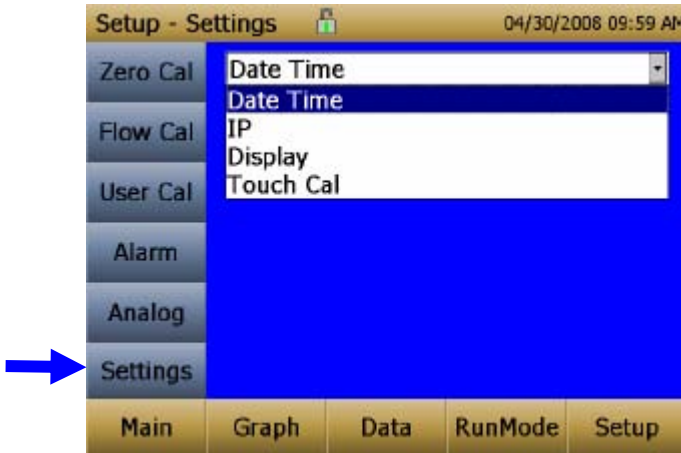 Setup - Settings 04/30/2008 09:59 AM
Zero Cal
Date Time
Date Time
Flow Cal
IP
Display
User Cal
Touch Cal
Alarm
Analog
Settings
Main Graph Data RunMode Setup